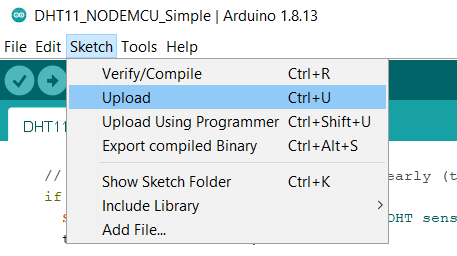 DHT11_NODEMCU_Simple | Arduino 1.8.13
File Edit Sketch Tools Help
Verify/Compile Ctrl+R
Upload Ctrl+U
DHT11
Upload Using Programmer Ctrl+Shift+U
Export compiled Binary Ctrl+Alt+S
// early (t
Show Sketch Folder Ctrl+K
if
Include Library
DHT sens
Add File...